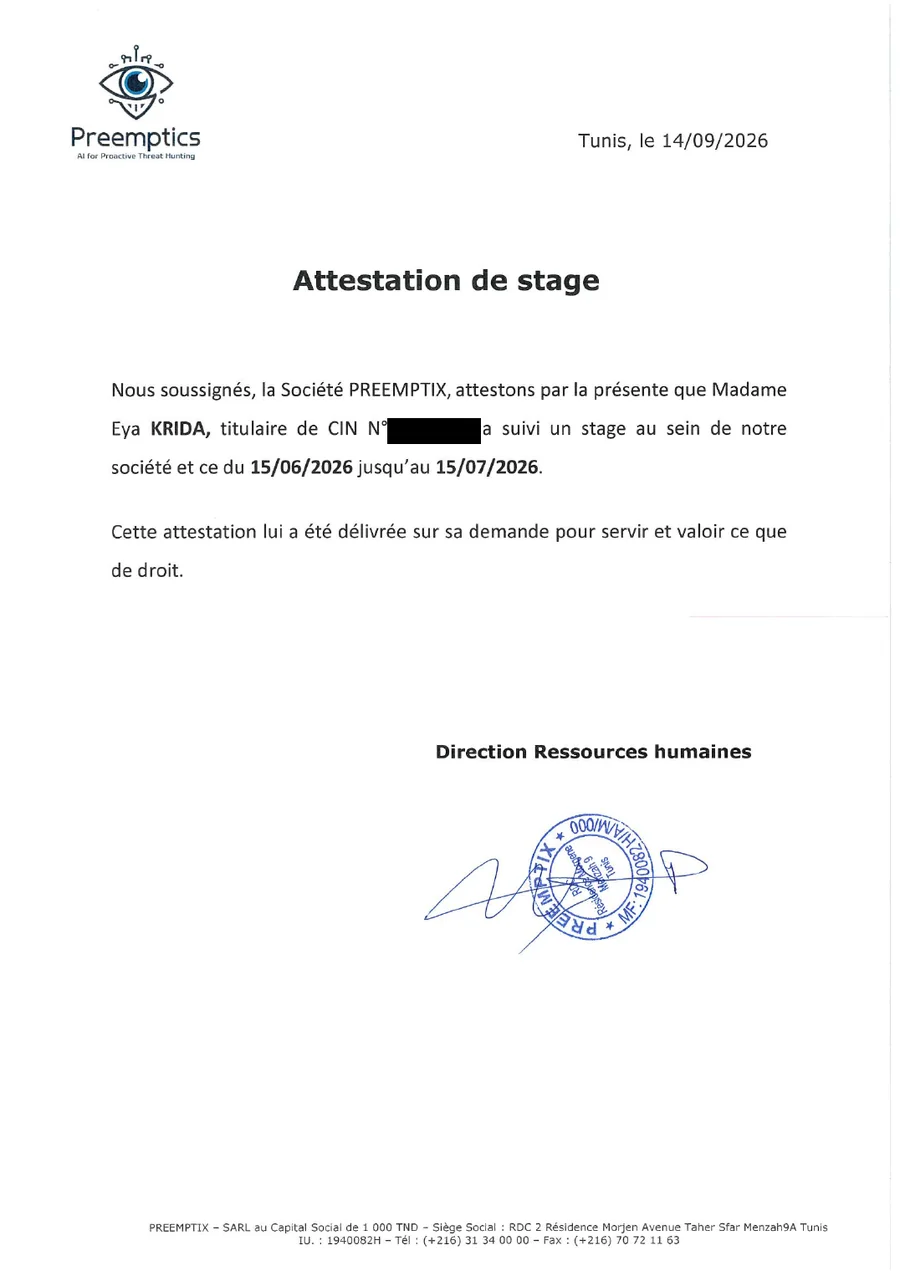 Preemptics
AI for Proactive Threat Hunting
Tunis, le 14/09/2026
Attestation de stage
Nous soussignés, la Société PREEMPTIX, attestons par la présente que Madame
Eya KRIDA, titulaire de CIN N° a suivi un stage au sein de notre
société et ce du 15/06/2026 jusqu’au 15/07/2026.
Cette attestation lui a été délivrée sur sa demande pour servir et valoir ce que
de droit.
Direction Ressources humaines
PREEMPTIX * MF:1940082H/A/M/000 *
RDC
Résidence
Menzah 9
Tunis
PREEMPTIX – SARL au Capital Social de 1 000 TND – Siège Social : RDC 2 Résidence Morjen Avenue Taher Sfar Menzah9A Tunis
IU. : 1940082H – Tél : (+216) 31 34 00 00 – Fax : (+216) 70 72 11 63